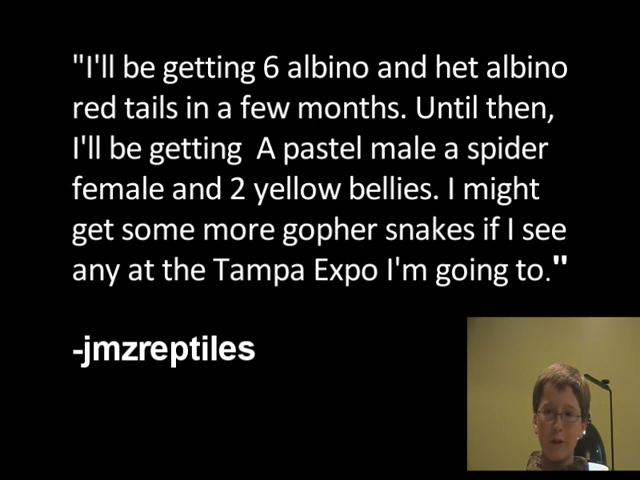 "I'll be getting 6 albino and het albino
red tails in a few months. Until then,
I'll be getting  A pastel male a spider
female and 2 yellow bellies. I might
get some more gopher snakes if I see
any at the Tampa Expo I'm going to."
-jmzreptiles